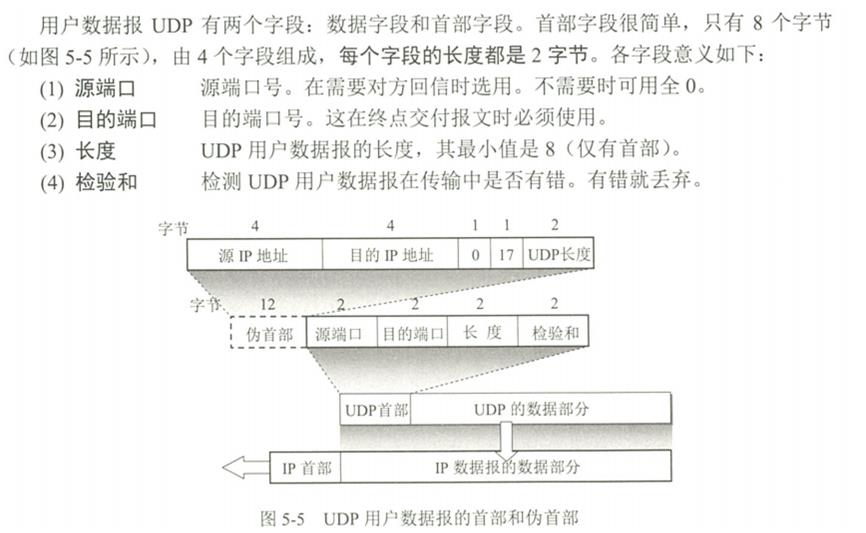 用户数据报 UDP 有两个字段：数据字段和首部字段。首部字段很简单，只有 8 个字节
（如图 5-5 所示），由 4 个字段组成，每个字段的长度都是 2 字节。各字段意义如下：
(1) 源端口 源端口号。在需要对方回信时选用。不需要时可用全 0。
(2) 目的端口 目的端口号。这在终点交付报文时必须使用。
(3) 长度 UDP 用户数据报的长度，其最小值是 8（仅有首部）。
(4) 检验和 检测 UDP 用户数据报在传输中是否有错。有错就丢弃。
字节 4 4 1 1 2
源 IP 地址 目的 IP 地址 0 17 UDP长度
字节 12 2 2 2 2
伪首部 源端口 目的端口 长 度 检验和
UDP首部 UDP 的数据部分
IP 首部 IP 数据报的数据部分
图 5-5 UDP 用户数据报的首部和伪首部